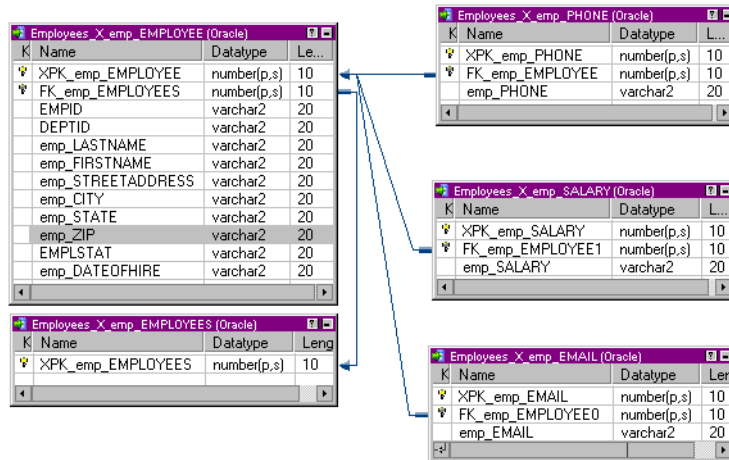 Employees_X_emp_EMPLOYEE (Oracle)
K Name Datatype Le...
XPK_emp_EMPLOYEE number(p,s) 10
FK_emp_EMPLOYEES number(p,s) 10
EMPID varchar2 20
DEPTID varchar2 20
emp_LASTNAME varchar2 20
emp_FIRSTNAME varchar2 20
emp_STREETADDRESS varchar2 20
emp_CITY varchar2 20
emp_STATE varchar2 20
emp_ZIP varchar2 20
EMPLSTAT varchar2 20
emp_DATEOFHIRE varchar2 20
Employees_X_emp_EMPLOYEES (Oracle)
K Name Datatype Leng
XPK_emp_EMPLOYEES number(p,s) 10
Employees_X_emp_PHONE (Oracle)
K Name Datatype L...
XPK_emp_PHONE number(p,s) 10
FK_emp_EMPLOYEE number(p,s) 10
emp_PHONE varchar2 20
Employees_X_emp_SALARY (Oracle)
K Name Datatype L...
XPK_emp_SALARY number(p,s) 10
FK_emp_EMPLOYEE1 number(p,s) 10
emp_SALARY varchar2 20
Employees_X_emp_EMAIL (Oracle)
K Name Datatype Len
XPK_emp_EMAIL number(p,s) 10
FK_emp_EMPLOYEE0 number(p,s) 10
emp_EMAIL varchar2 20